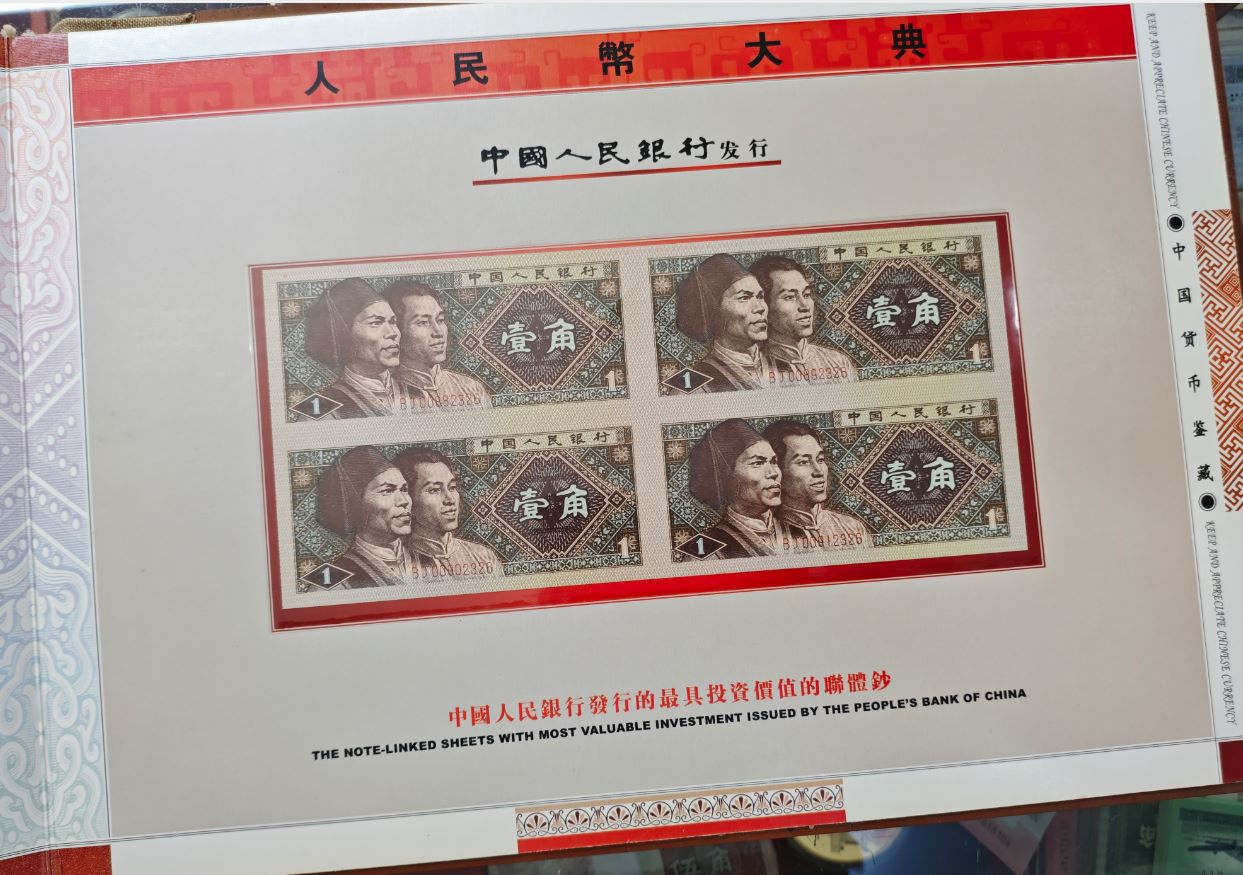 人民幣大典
中國人民銀行发行
中国人民银行
壹角
1
1
中国人民银行
壹角
1
1
中国人民银行
壹角
1
BJ00902326
1
中国人民银行
壹角
1
BJ00912326
1
中國人民銀行發行的最具投資價值的聯體鈔
THE NOTE-LINKED SHEETS WITH MOST VALUABLE INVESTMENT ISSUED BY THE PEOPLE'S BANK OF CHINA
KEEP AND APPRECIATE CHINESE CURRENCY
中国货币鉴藏
KEEP AND APPRECIATE CHINESE CURRENCY
伍角